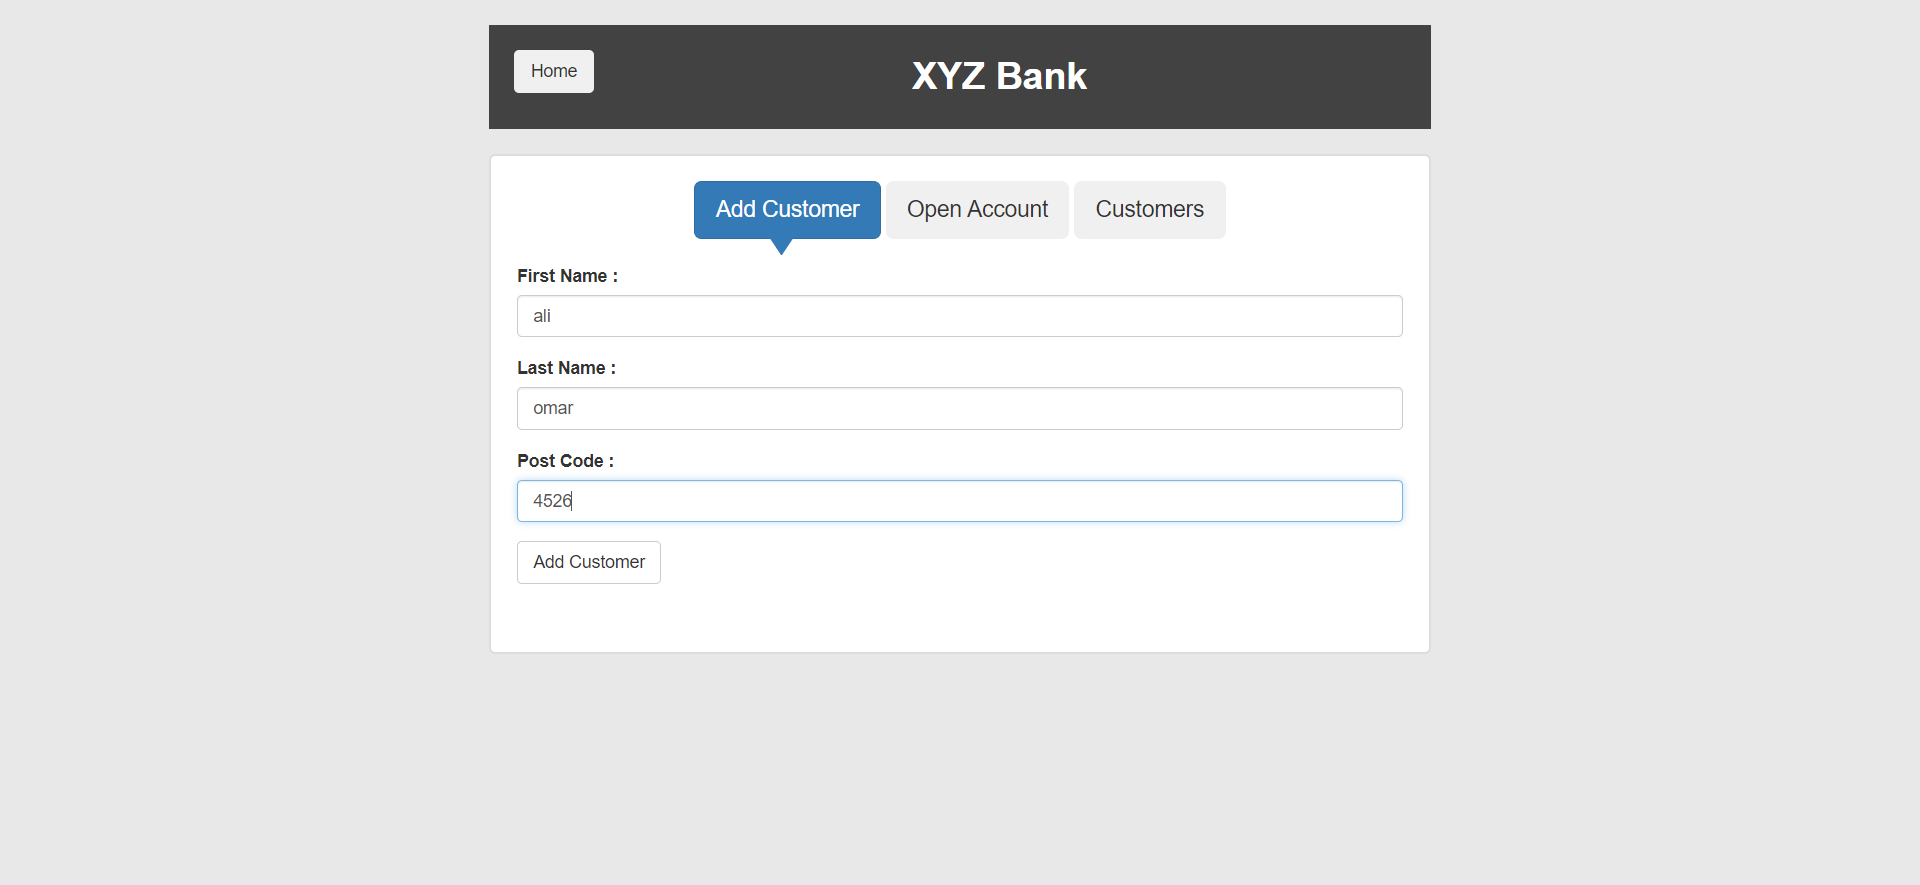 Home
XYZ Bank
Add Customer
Open Account
Customers
First Name :
ali
Last Name :
omar
Post Code :
4526
Add Customer